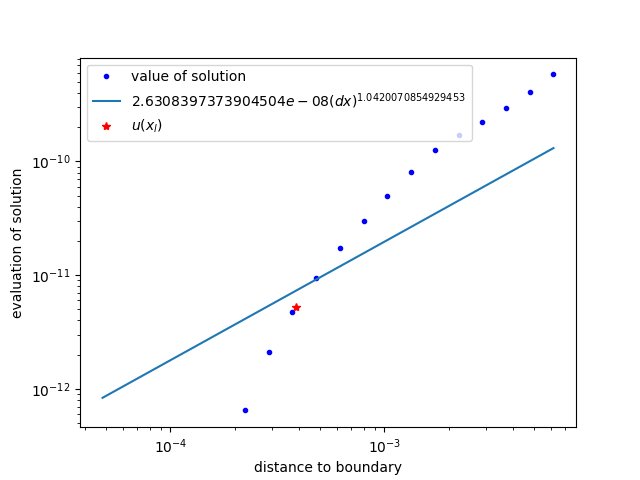 value of solution
2.6308397373904504e − 08(dx)^1.0420070854929453
u(x_l)
10^−10
10^−11
10^−12
evaluation of solution
10^−4
10^−3
distance to boundary